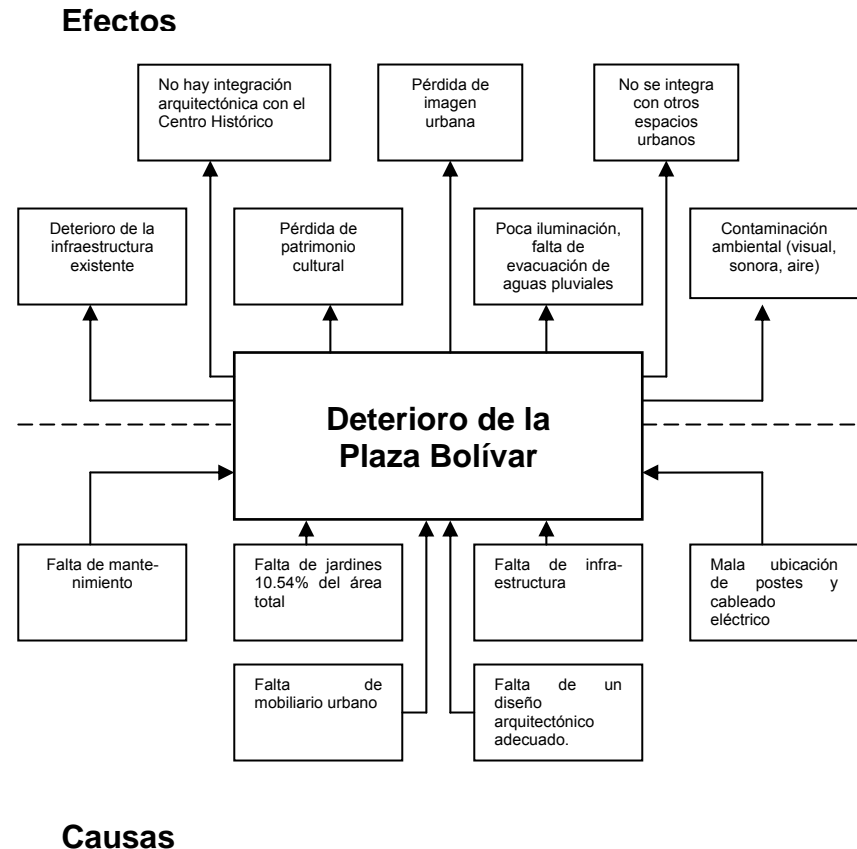 Efectos
No hay integración
arquitectónica con el
Centro Histórico
Pérdida de
imagen
urbana
No se integra
con otros
espacios
urbanos
Deterioro de la
infraestructura
existente
Pérdida de
patrimonio
cultural
Poca iluminación,
falta de
evacuación de
aguas pluviales
Contaminación
ambiental (visual,
sonora, aire)
Deterioro de la
Plaza Bolívar
Falta de mante-
nimiento
Falta de jardines
10.54% del área
total
Falta de infra-
estructura
Mala ubicación
de postes y
cableado
eléctrico
Falta de
mobiliario urbano
Falta de un
diseño
arquitectónico
adecuado.
Causas